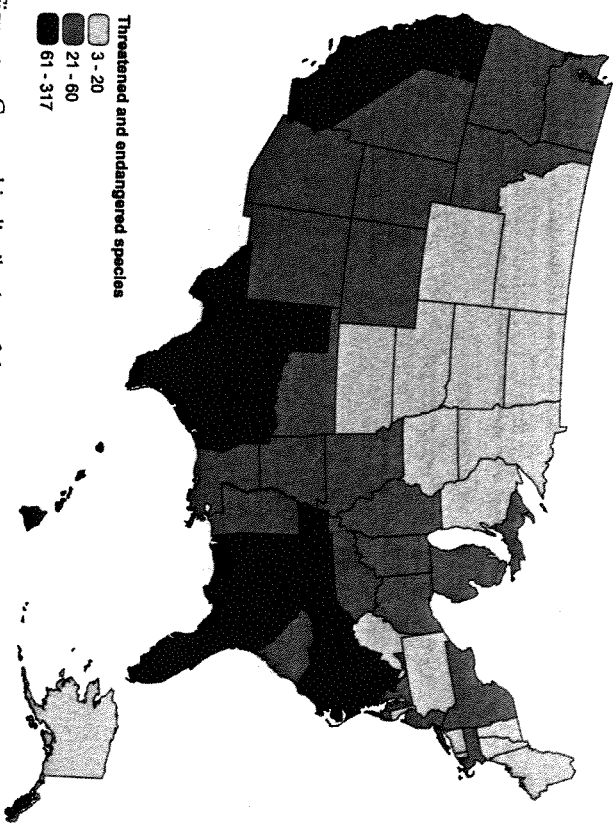 Threatened and endangered species
3 - 20
21 - 60
61 - 317